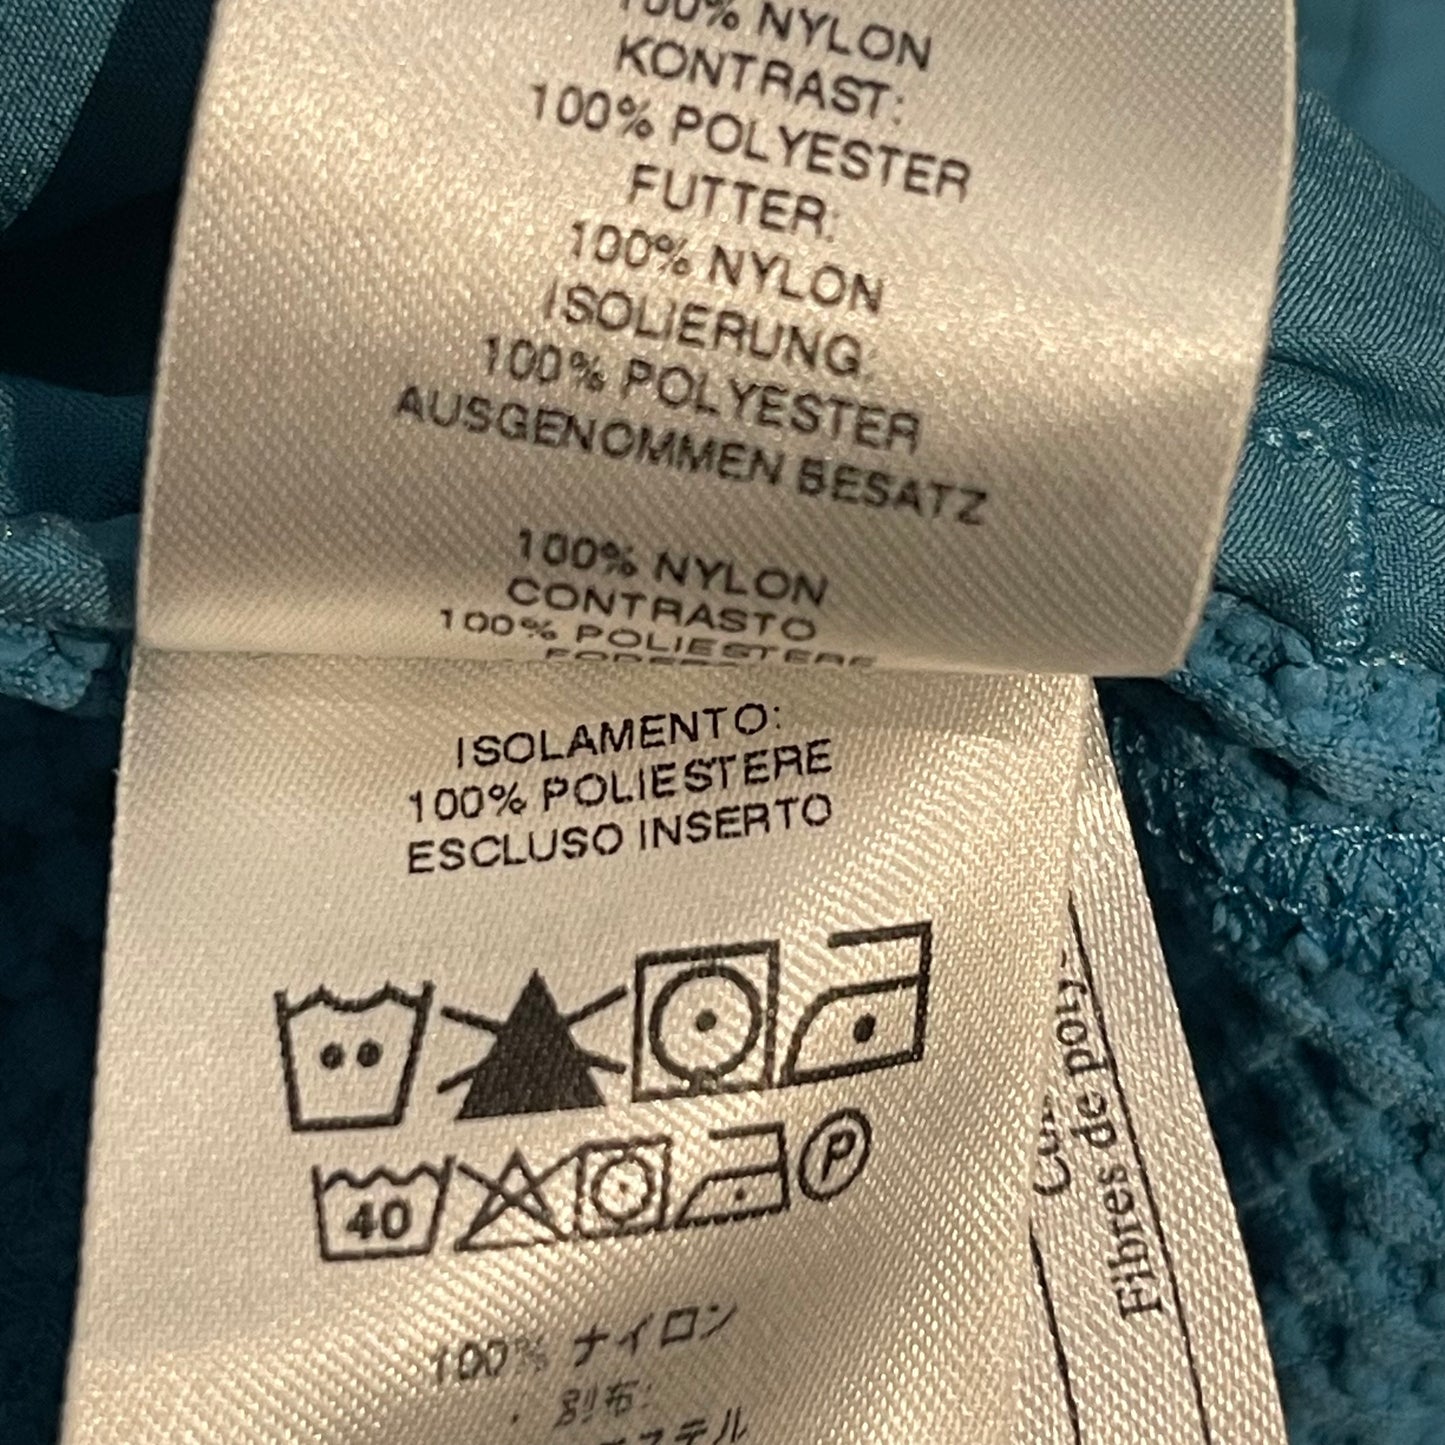 100% NYLON
KONTRAST:
100% POLYESTER
FUTTER:
100% NYLON
ISOLIERUNG:
100% POLYESTER
AUSGENOMMEN BESATZ
100% NYLON
CONTRASTO
100% POLIESTERE
ISOLAMENTO:
100% POLIESTERE
ESCLUSO INSERTO
40
P
100% ナイロン
別布:
Fibres de poly